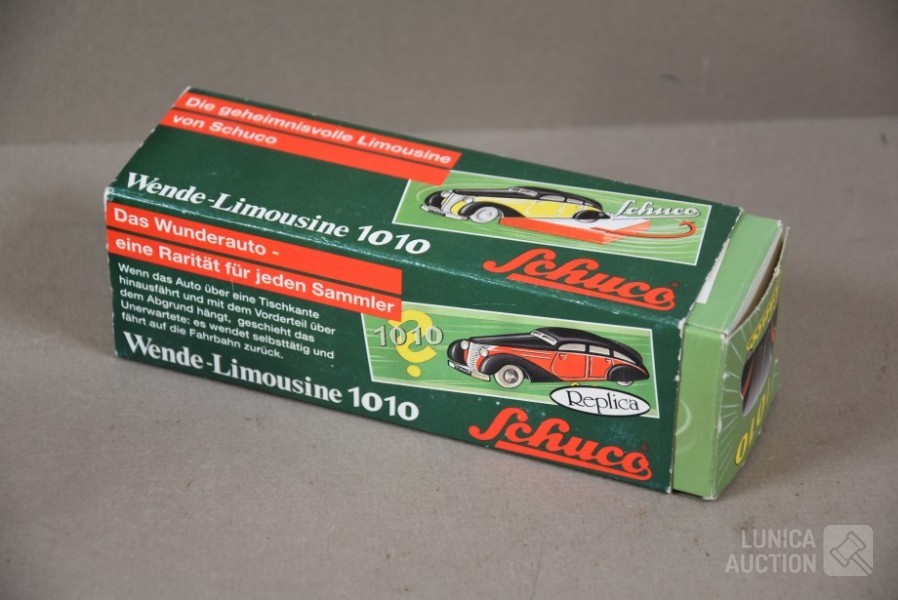 Die geheimnisvolle Limousine
von Schuco
Wende-Limousine 1010
Schuco
Schuco
Das Wunderauto -
eine Rarität für jeden Sammler
Wenn das Auto über eine Tischkante
hinausfährt und mit dem Vorderteil über
dem Abgrund hängt, geschieht das
Unerwartete: es wendet selbsttätig und
fährt auf die Fahrbahn zurück.
Wende-Limousine 1010
1010
?
Replica
Schuco
1010
LUNICA
AUCTION